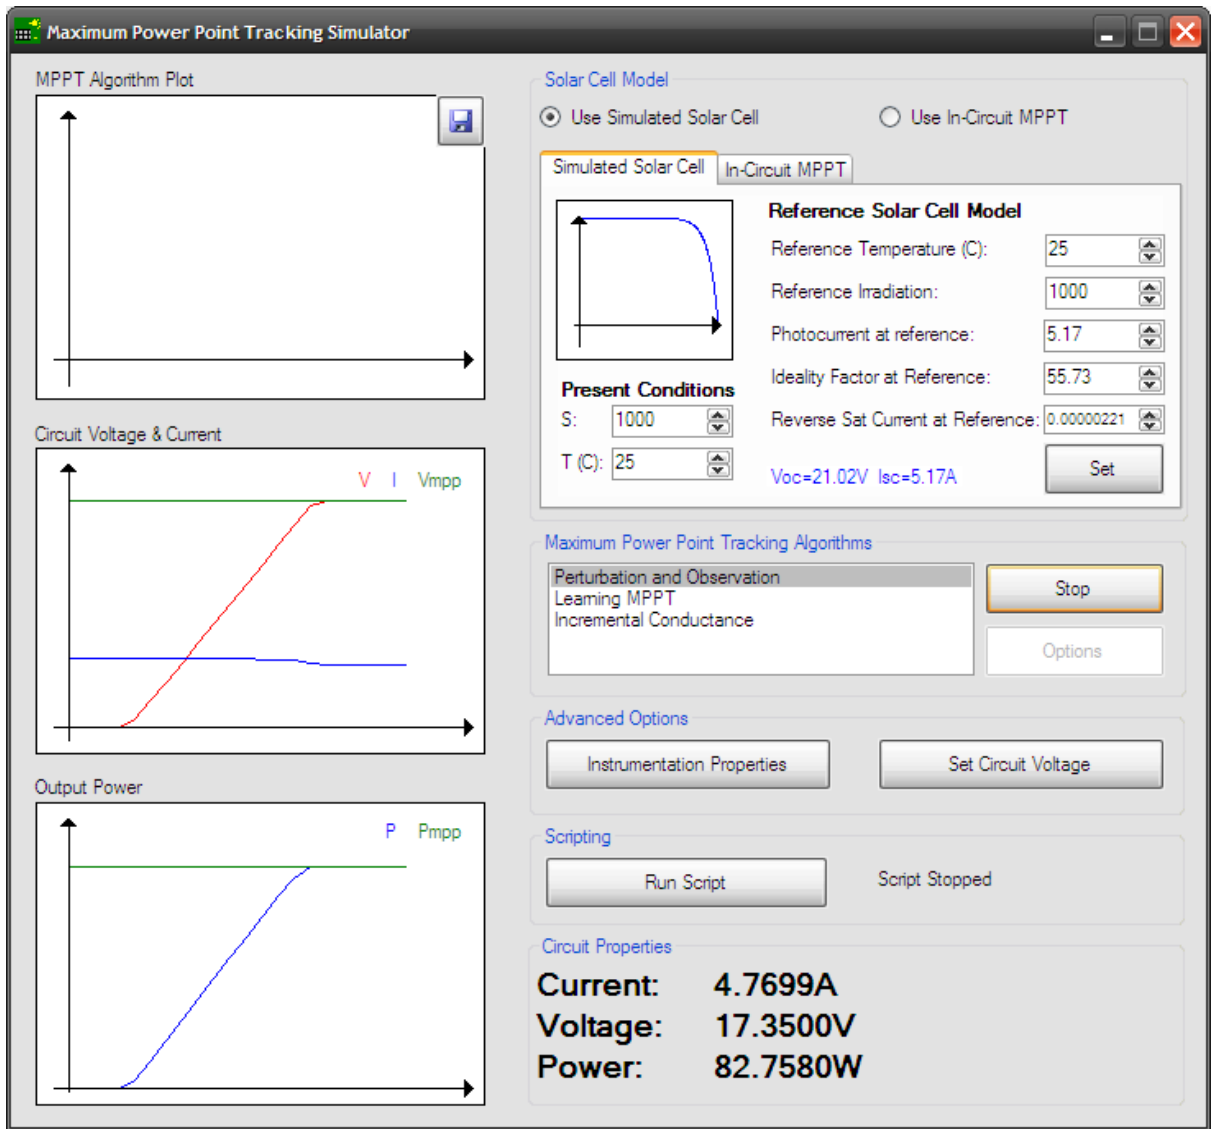 Maximum Power Point Tracking Simulator
MPPT Algorithm Plot
Circuit Voltage & Current
V I Vmpp
Output Power
P Pmpp
Solar Cell Model
Use Simulated Solar Cell
Use In-Circuit MPPT
Simulated Solar Cell
In-Circuit MPPT
Present Conditions
S: 1000
T (C): 25
Reference Solar Cell Model
Reference Temperature (C): 25
Reference Irradiation: 1000
Photocurrent at reference: 5.17
Ideality Factor at Reference: 55.73
Reverse Sat Current at Reference: 0.00000221
Voc=21.02V Isc=5.17A
Set
Maximum Power Point Tracking Algorithms
Perturbation and Observation
Learning MPPT
Incremental Conductance
Stop
Options
Advanced Options
Instrumentation Properties
Set Circuit Voltage
Scripting
Run Script
Script Stopped
Circuit Properties
Current: 4.7699A
Voltage: 17.3500V
Power: 82.7580W